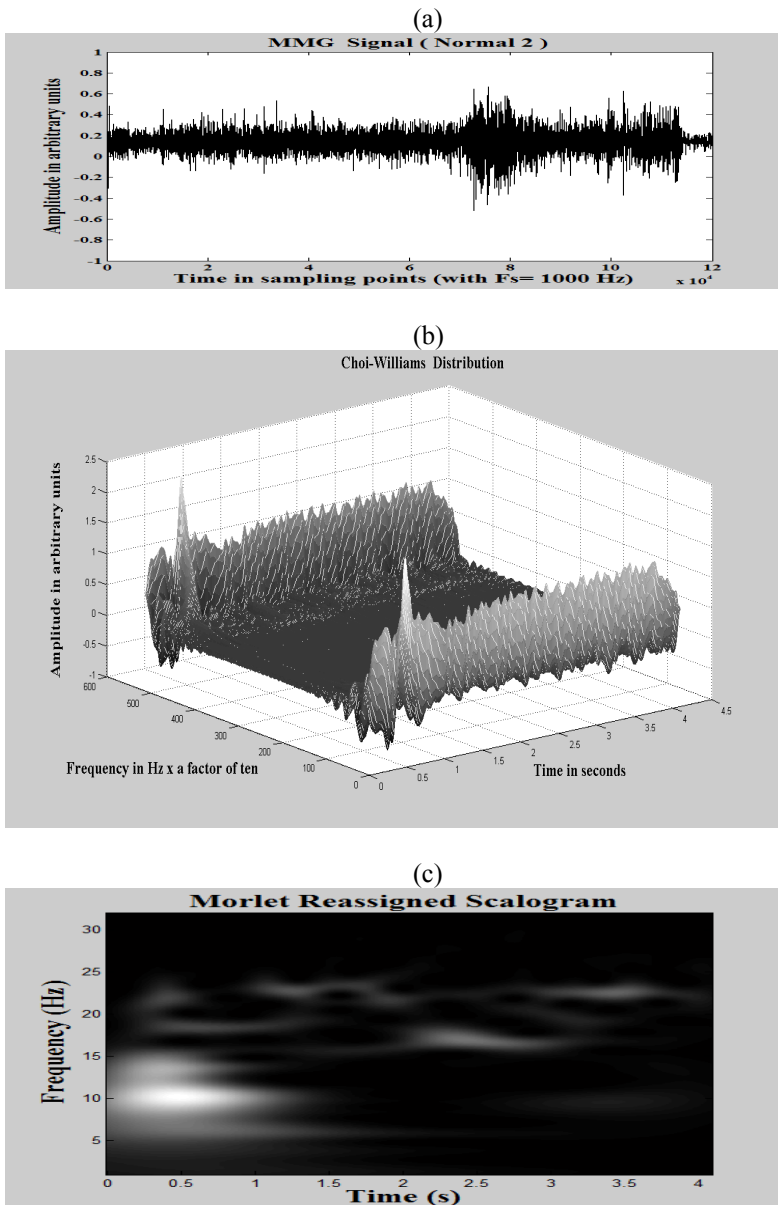 (a)
MMG Signal ( Normal 2 )
Amplitude in arbitrary units
1
0.8
0.6
0.4
0.2
0
-0.2
-0.4
-0.6
-0.8
-1
0 2 4 6 8 10 12
Time in sampling points (with Fs= 1000 Hz)
x 10^4
(b)
Choi-Williams Distribution
Amplitude in arbitrary units
2.5
2
1.5
1
0.5
0
-0.5
-1
600
500
400
300
200
100
0
0
0.5
1
1.5
2
2.5
3
3.5
4
4.5
Frequency in Hz x a factor of ten
Time in seconds
(c)
Morlet Reassigned Scalogram
Frequency (Hz)
30
25
20
15
10
5
0 0.5 1 1.5 2 2.5 3 3.5 4
Time (s)